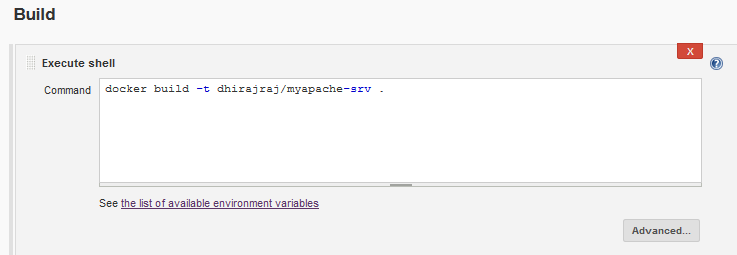 Build
X
Execute shell
?
Command
docker build -t dhirajraj/myapache-srv .
See the list of available environment variables
Advanced...